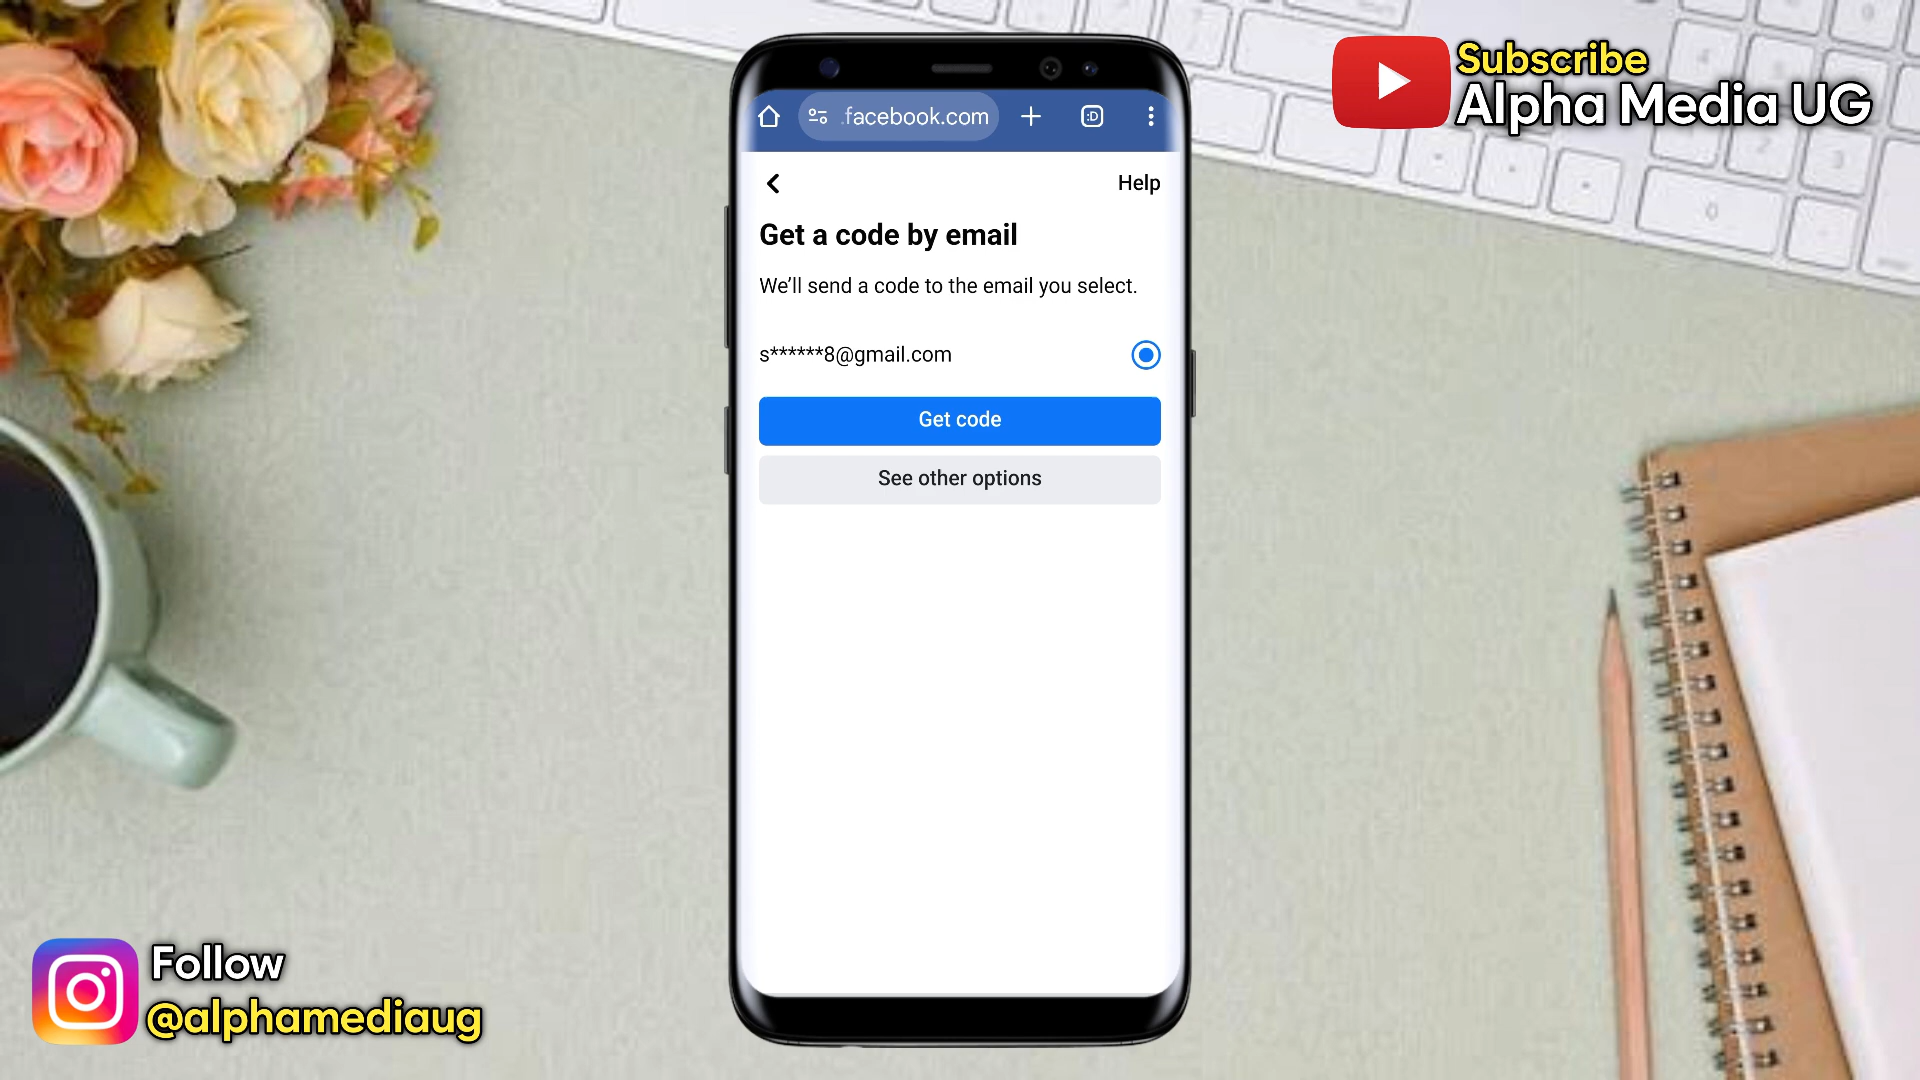 Subscribe
Alpha Media UG
.facebook.com
:D
Help
Get a code by email
We'll send a code to the email you select.
s******8@gmail.com
Get code
See other options
Follow
@alphamediaug